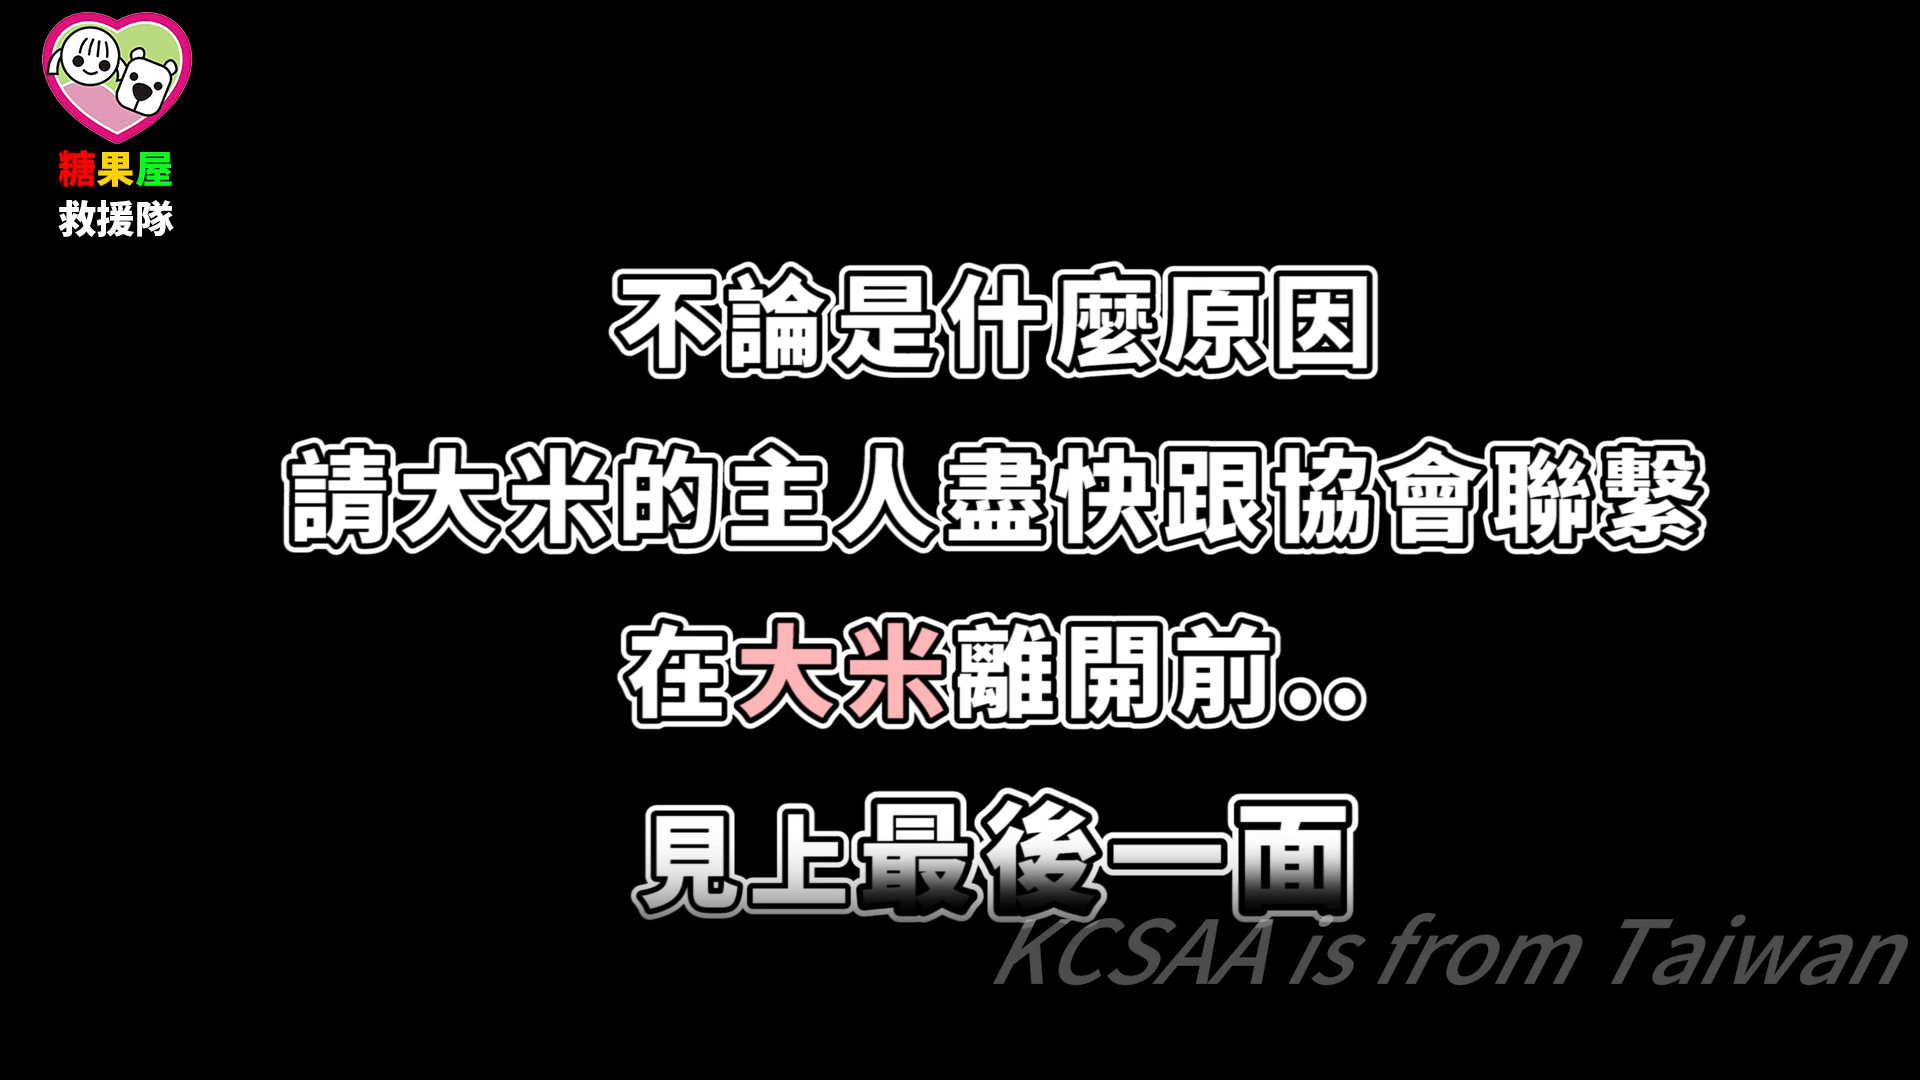 糖果屋
救援隊
不論是什麼原因
請大米的主人盡快跟協會聯繫
在大米離開前..
見上最後一面
KCSAA is from Taiwan